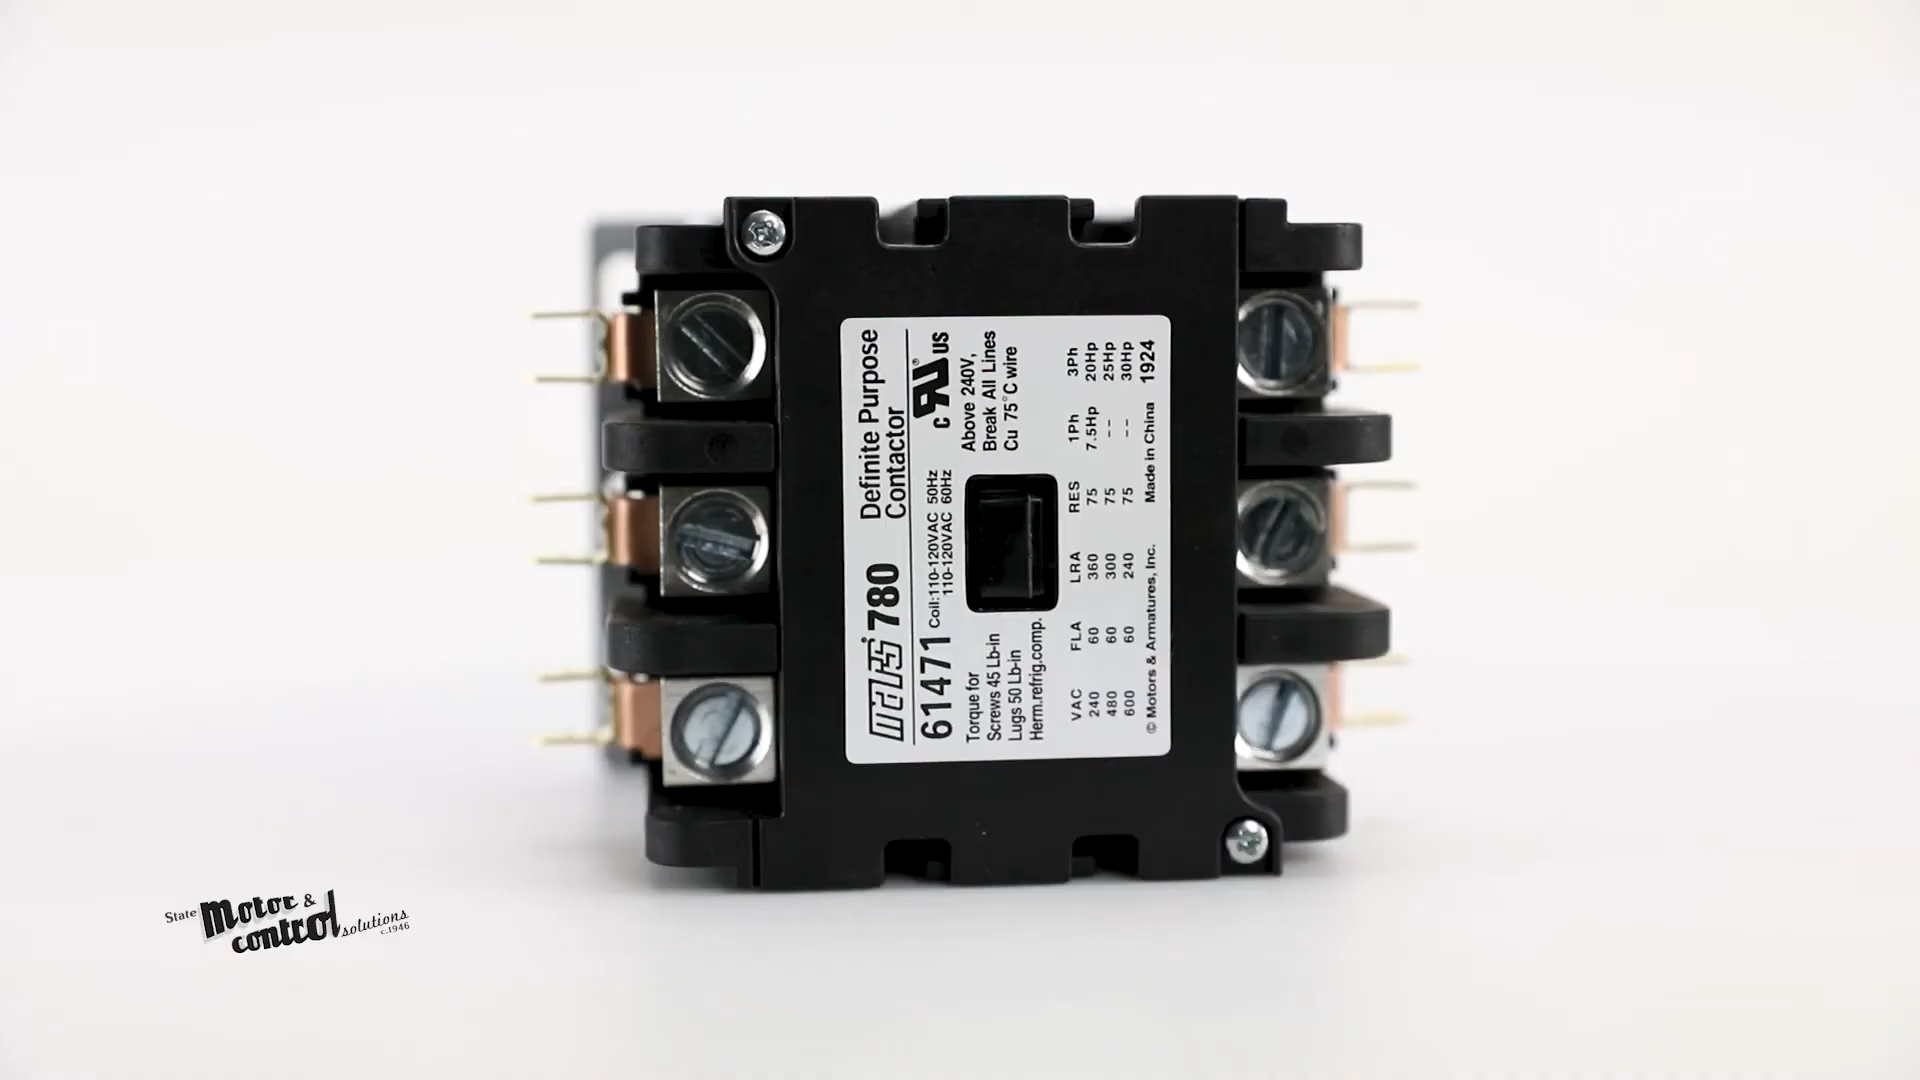 mars® 780 Definite Purpose
Contactor
61471 Coil:110-120VAC 50Hz
110-120VAC 60Hz
c RU® US
Torque for
Screws 45 Lb-in
Lugs 50 Lb-in
Herm.refrig.comp.
Above 240V,
Break All Lines
Cu 75°C wire
VAC FLA LRA RES 1Ph 3Ph
240 60 360 75 7.5Hp 20Hp
480 60 300 75 -- 25Hp
600 60 240 75 -- 30Hp
© Motors & Armatures, Inc. Made in China 1924
State Motor &
control solutions
c.1946